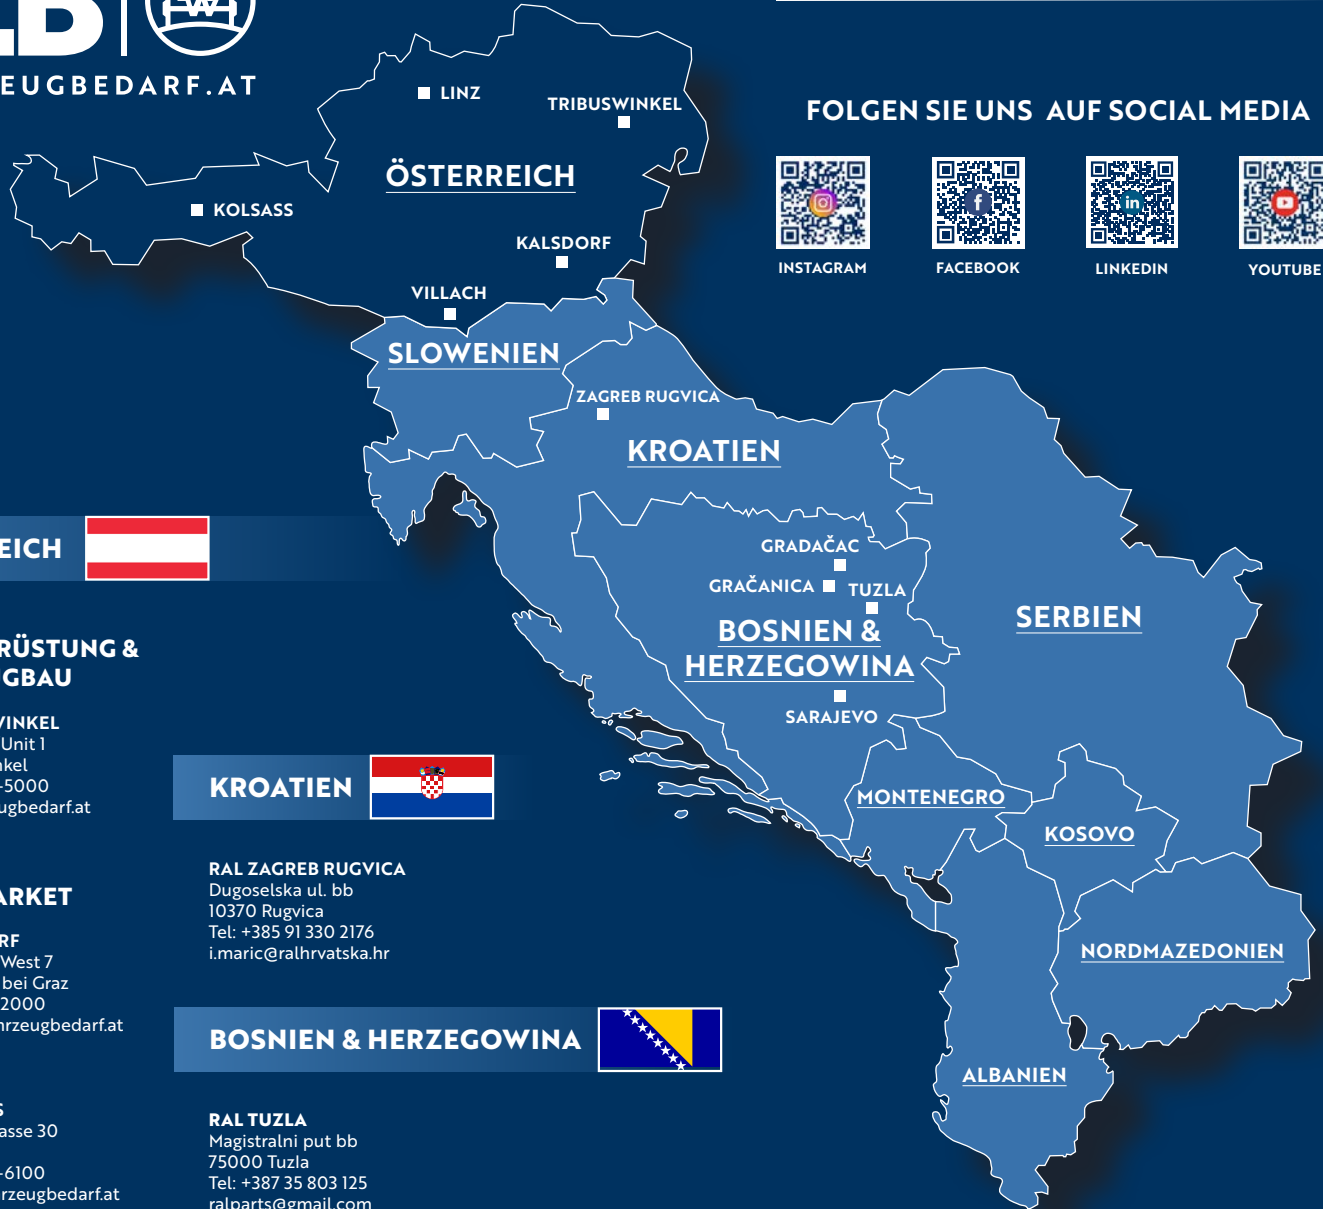 LB
EUGBEDARF.AT
FOLGEN SIE UNS AUF SOCIAL MEDIA
INSTAGRAM
FACEBOOK
LINKEDIN
YOUTUBE
LINZ
TRIBUSWINKEL
ÖSTERREICH
KOLSASS
KALSDORF
VILLACH
SLOWENIEN
ZAGREB RUGVICA
KROATIEN
GRADAČAC
GRAČANICA
TUZLA
BOSNIEN &
HERZEGOWINA
SARAJEVO
SERBIEN
MONTENEGRO
KOSOVO
NORDMAZEDONIEN
ALBANIEN
EICH
RÜSTUNG &
GBAU
VINKEL
Unit 1
nkel
-5000
ugbedarf.at
ARKET
RF
West 7
bei Graz
2000
hrzeugbedarf.at
S
asse 30
-6100
rzeugbedarf.at
KROATIEN
RAL ZAGREB RUGVICA
Dugoselska ul. bb
10370 Rugvica
Tel: +385 91 330 2176
i.maric@ralhrvatska.hr
BOSNIEN & HERZEGOWINA
RAL TUZLA
Magistralni put bb
75000 Tuzla
Tel: +387 35 803 125
ralparts@gmail.com